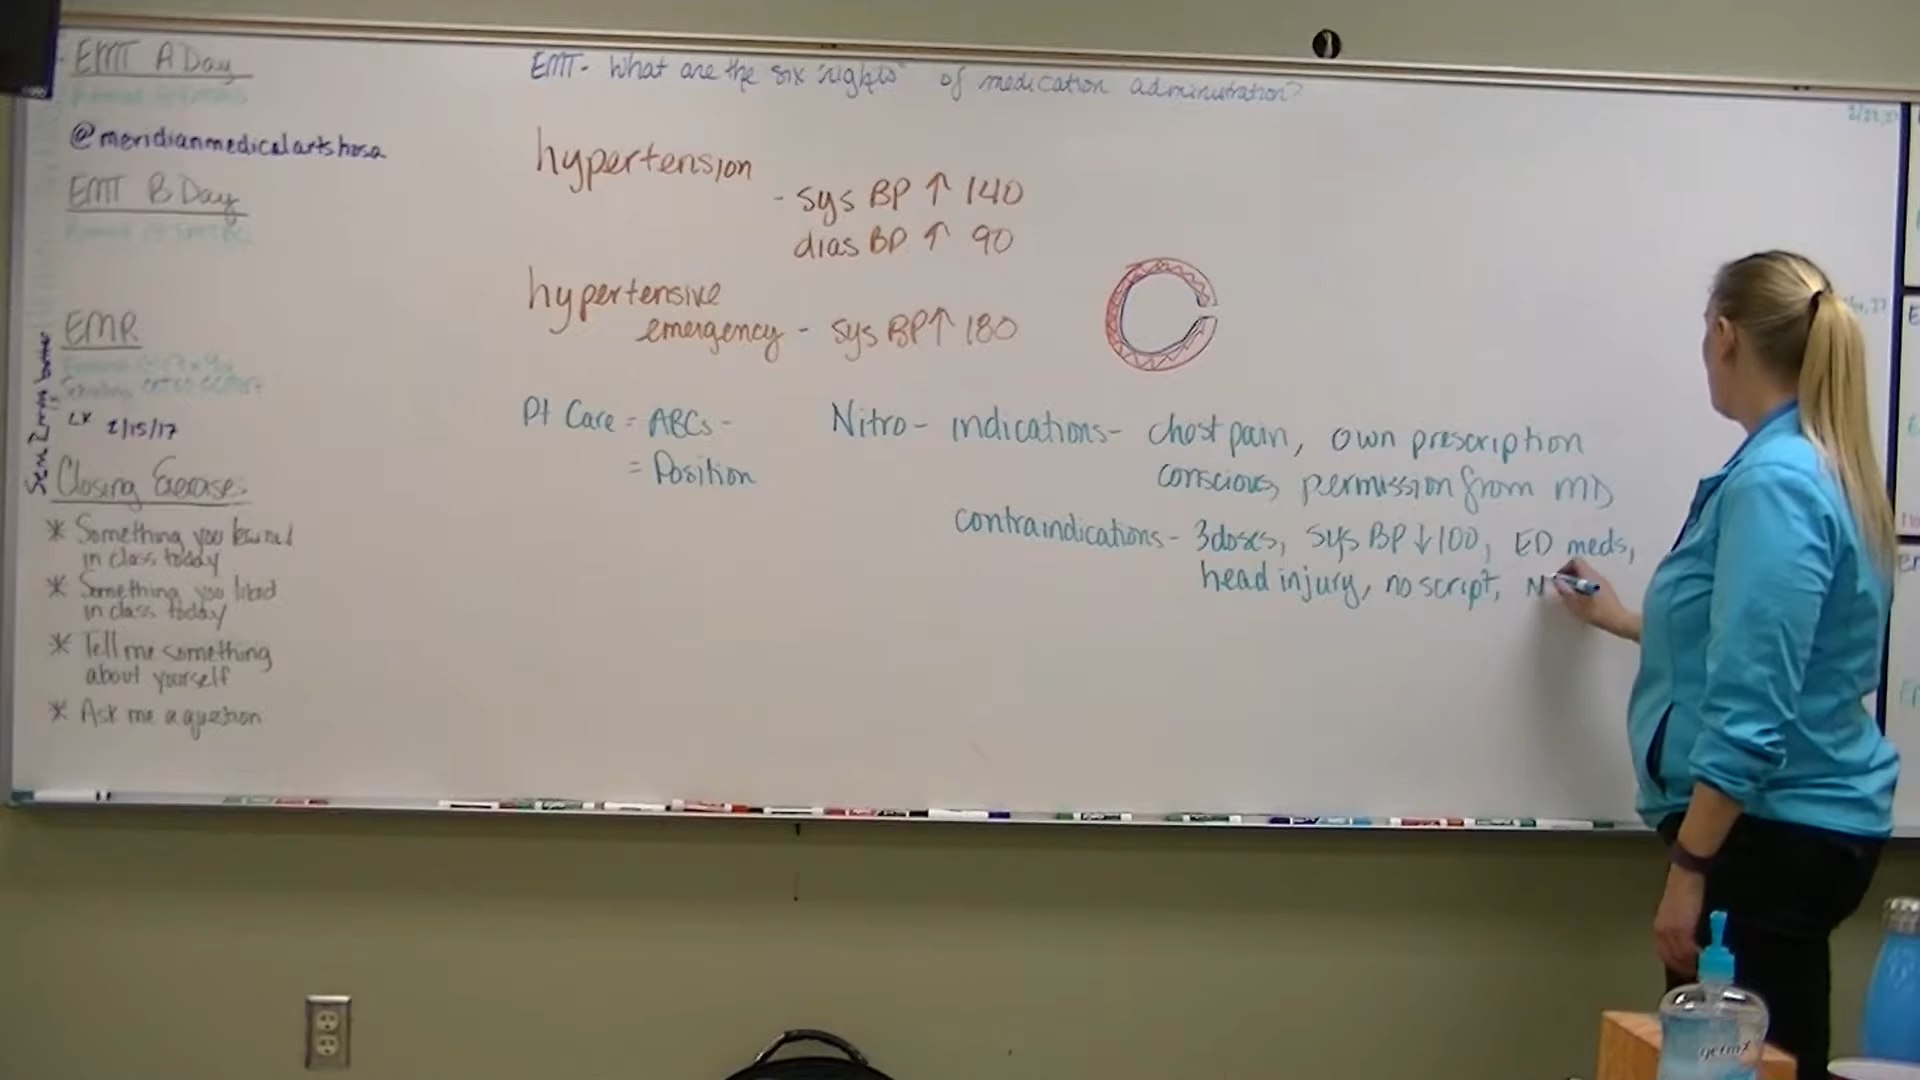 EMT A Day
@meridianmedicalartshosa
EMT B Day
EMR
2/15/17
Closing Exercises
* Something you learned
in class today
* Something you liked
in class today
* Tell me something
about yourself
* Ask me a question
EMT- What are the six "rights" of medication administration?
hypertension
- sys BP ↑ 140
dias BP ↑ 90
hypertensive
emergency - sys BP ↑ 180
Pt Care = ABCs -
= Position
Nitro- indications- chest pain, own prescription
conscious, permission from MD
contraindications- 3 doses, sys BP ↓ 100, ED meds,
head injury, no script, N
germx